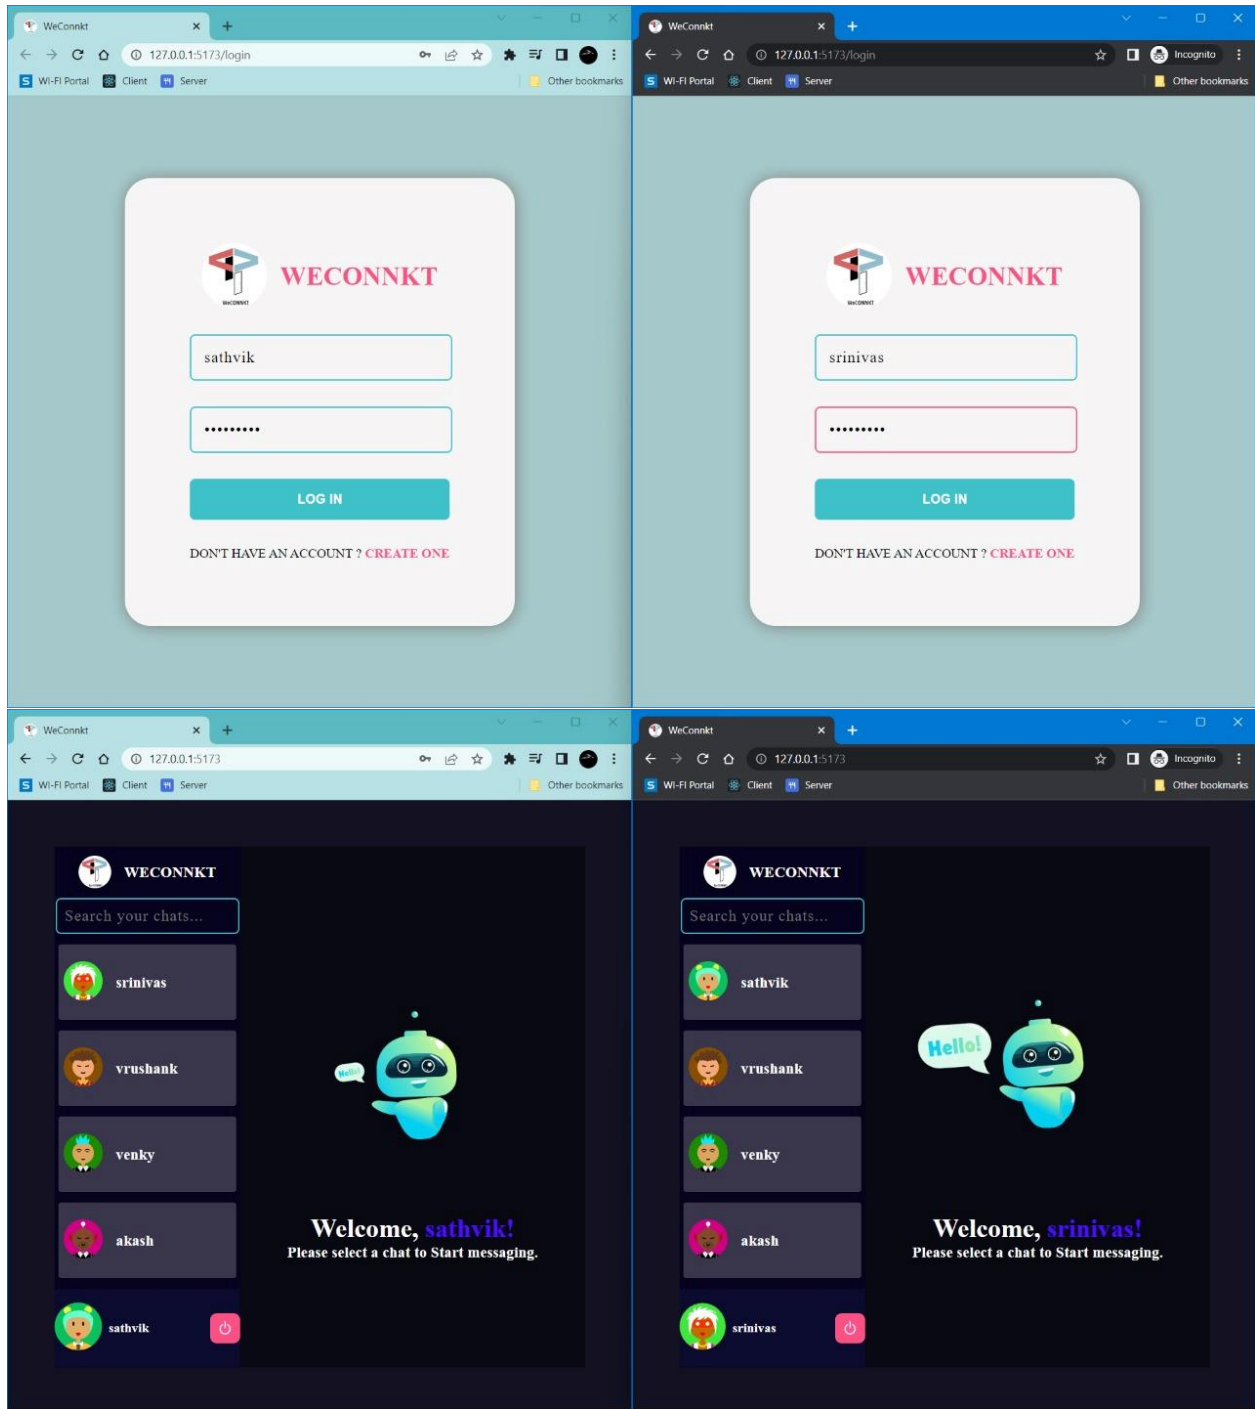 WeConnkt
127.0.0.1:5173/login
WI-FI Portal Client Server Other bookmarks
WECONNKT
WeCONNKT
sathvik
•••••••••
LOG IN
DON'T HAVE AN ACCOUNT ? CREATE ONE
WeConnkt
127.0.0.1:5173/login Incognito
WI-FI Portal Client Server Other bookmarks
WECONNKT
WeCONNKT
srinivas
•••••••••
LOG IN
DON'T HAVE AN ACCOUNT ? CREATE ONE
WeConnkt
127.0.0.1:5173
WI-FI Portal Client Server Other bookmarks
WECONNKT
Search your chats...
srinivas
vrushank
venky
akash
sathvik
Hello!
Welcome, sathvik!
Please select a chat to Start messaging.
WeConnkt
127.0.0.1:5173 Incognito
WI-FI Portal Client Server Other bookmarks
WECONNKT
Search your chats...
sathvik
vrushank
venky
akash
srinivas
Hello!
Welcome, srinivas!
Please select a chat to Start messaging.